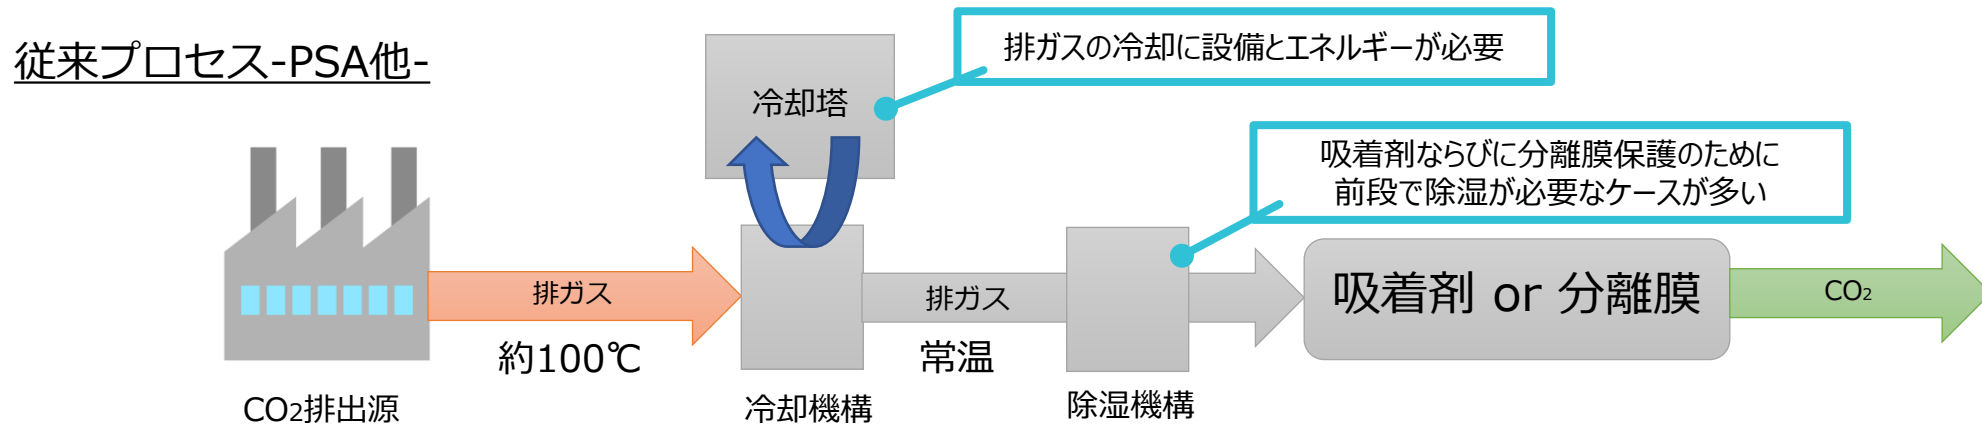 従来プロセス-PSA他-
排ガスの冷却に設備とエネルギーが必要
冷却塔
吸着剤ならびに分離膜保護のために
前段で除湿が必要なケースが多い
排ガス
排ガス
吸着剤 or 分離膜
CO₂
約100℃
常温
CO₂排出源
冷却機構
除湿機構